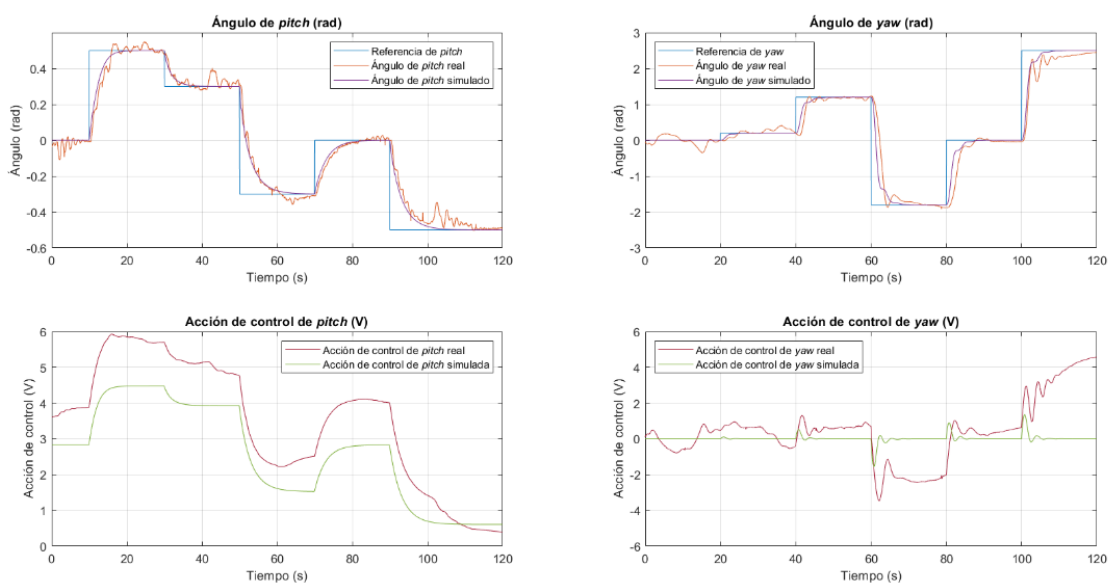 Ángulo de pitch (rad)
Referencia de pitch
Ángulo de pitch real
Ángulo de pitch simulado
Ángulo (rad)
0.4
0.2
0
-0.2
-0.4
-0.6
0 20 40 60 80 100 120
Tiempo (s)
Ángulo de yaw (rad)
Referencia de yaw
Ángulo de yaw real
Ángulo de yaw simulado
Ángulo (rad)
3
2
1
0
-1
-2
-3
0 20 40 60 80 100 120
Tiempo (s)
Acción de control de pitch (V)
Acción de control de pitch real
Acción de control de pitch simulada
Acción de control (V)
6
5
4
3
2
1
0
0 20 40 60 80 100 120
Tiempo (s)
Acción de control de yaw (V)
Acción de control de yaw real
Acción de control de yaw simulada
Acción de control (V)
6
4
2
0
-2
-4
-6
0 20 40 60 80 100 120
Tiempo (s)